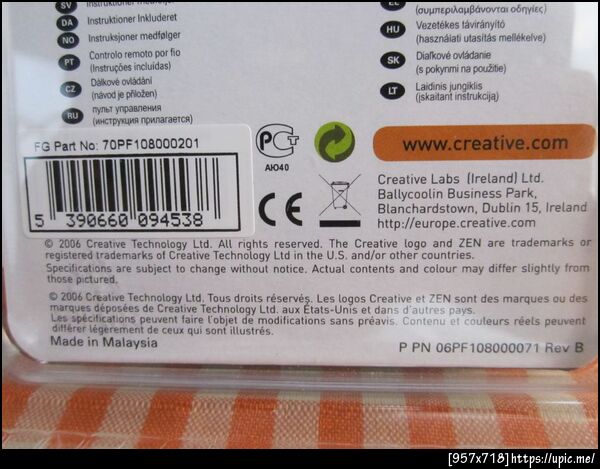 SV Instruktioner medföljer
DA Instruktioner Inkluderet
NO Instruksjoner medfølger
PT Controlo remoto por fio
(Instruções incluídas)
CZ Dálkové ovládání
(návod je přiložen)
RU пульт управления
(инструкция прилагается)
EL
(συμπεριλαμβάνονται οδηγίες)
HU Vezetékes távirányító
(használati utasítás mellékelve)
SK Diaľkové ovládanie
(s pokynmi na použitie)
LT Laidinis jungiklis
(įskaitant instrukciją)
FG Part No: 70PF108000201
5 390660 094538
PCT
АЮ40
CE
www.creative.com
Creative Labs (Ireland) Ltd.
Ballycoolin Business Park,
Blanchardstown, Dublin 15, Ireland
http://europe.creative.com
© 2006 Creative Technology Ltd. All rights reserved. The Creative logo and ZEN are trademarks or
registered trademarks of Creative Technology Ltd in the U.S. and/or other countries.
Specifications are subject to change without notice. Actual contents and colour may differ slightly from
those pictured.
© 2006 Creative Technology Ltd. Tous droits réservés. Les logos Creative et ZEN sont des marques ou des
marques déposées de Creative Technology Ltd. aux États-Unis et dans d'autres pays.
Les spécifications peuvent faire l'objet de modifications sans préavis. Contenu et couleurs réels peuvent
différer légèrement de ceux qui sont illustrés.
Made in Malaysia
P PN 06PF108000071 Rev B
[957x718]https://upic.me/